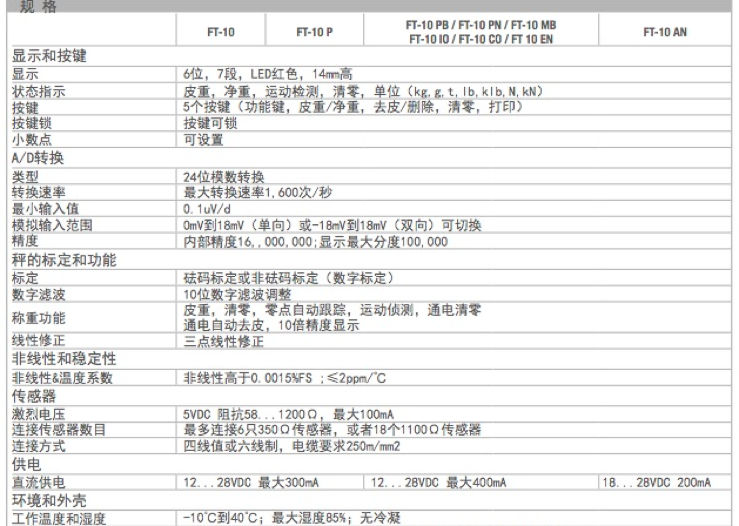 规 格
FT-10 FT-10 P FT-10 PB / FT-10 PN / FT-10 MB FT-10 AN
FT-10 IO / FT-10 CO / FT 10 EN
显示和按键
显示 6位，7段，LED红色，14mm高
状态指示 皮重，净重，运动检测，清零，单位（kg,g,t,lb,klb,N,kN）
按键 5个按键（功能键，皮重/净重，去皮/删除，清零，打印）
按键锁 按键可锁
小数点 可设置
A/D转换
类型 24位模数转换
转换速率 最大转换速率1,600次/秒
最小输入值 0.1uV/d
模拟输入范围 0mV到18mV（单向）或-18mV到18mV（双向）可切换
精度 内部精度16,,000,000;显示最大分度100,000
秤的标定和功能
标定 砝码标定或非砝码标定（数字标定）
数字滤波 10位数字滤波调整
称重功能 皮重，清零，零点自动跟踪，运动侦测，通电清零
通电自动去皮，10倍精度显示
线性修正 三点线性修正
非线性和稳定性
非线性&温度系数 非线性高于0.0015%FS ;≤2ppm/℃
传感器
激烈电压 5VDC 阻抗58...1200Ω，最大100mA
连接传感器数目 最多连接6只350Ω传感器，或者18个1100Ω传感器
连接方式 四线值或六线制，电缆要求250m/mm2
供电
直流供电 12...28VDC 最大300mA 12...28VDC 最大400mA 18...28VDC 200mA
环境和外壳
工作温度和湿度 -10℃到40℃；最大湿度85%；无冷凝